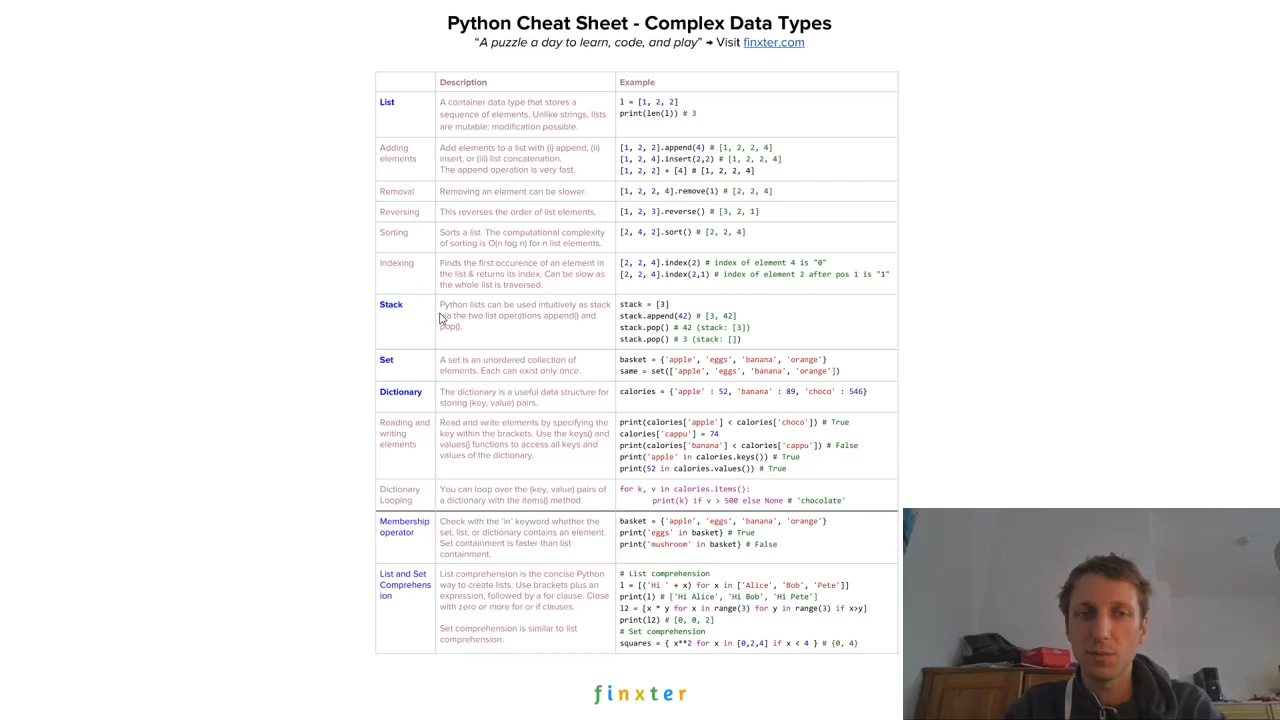 Python Cheat Sheet - Complex Data Types
“A puzzle a day to learn, code, and play” → Visit finxter.com
Description Example
List A container data type that stores a l = [1, 2, 2]
sequence of elements. Unlike strings, lists print(len(l)) # 3
are mutable: modification possible.
Adding Add elements to a list with (i) append, (ii) [1, 2, 2].append(4) # [1, 2, 2, 4]
elements insert, or (iii) list concatenation. [1, 2, 4].insert(2,2) # [1, 2, 2, 4]
The append operation is very fast. [1, 2, 2] + [4] # [1, 2, 2, 4]
Removal Removing an element can be slower. [1, 2, 2, 4].remove(1) # [2, 2, 4]
Reversing This reverses the order of list elements. [1, 2, 3].reverse() # [3, 2, 1]
Sorting Sorts a list. The computational complexity [2, 4, 2].sort() # [2, 2, 4]
of sorting is O(n log n) for n list elements.
Indexing Finds the first occurence of an element in [2, 2, 4].index(2) # index of element 4 is "0"
the list & returns its index. Can be slow as [2, 2, 4].index(2,1) # index of element 2 after pos 1 is "1"
the whole list is traversed.
Stack Python lists can be used intuitively as stack stack = [3]
via the two list operations append() and stack.append(42) # [3, 42]
pop(). stack.pop() # 42 (stack: [3])
stack.pop() # 3 (stack: [])
Set A set is an unordered collection of basket = {'apple', 'eggs', 'banana', 'orange'}
elements. Each can exist only once. same = set(['apple', 'eggs', 'banana', 'orange'])
Dictionary The dictionary is a useful data structure for calories = {'apple' : 52, 'banana' : 89, 'choco' : 546}
storing (key, value) pairs.
Reading and Read and write elements by specifying the print(calories['apple'] < calories['choco']) # True
writing key within the brackets. Use the keys() and calories['cappu'] = 74
elements values() functions to access all keys and print(calories['banana'] < calories['cappu']) # False
values of the dictionary. print('apple' in calories.keys()) # True
print(52 in calories.values()) # True
Dictionary You can loop over the (key, value) pairs of for k, v in calories.items():
Looping a dictionary with the items() method. print(k) if v > 500 else None # 'chocolate'
Membership Check with the 'in' keyword whether the basket = {'apple', 'eggs', 'banana', 'orange'}
operator set, list, or dictionary contains an element. print('eggs' in basket} # True
Set containment is faster than list print('mushroom' in basket} # False
containment.
List and Set List comprehension is the concise Python # List comprehension
Comprehens way to create lists. Use brackets plus an l = [('Hi ' + x) for x in ['Alice', 'Bob', 'Pete']]
ion expression, followed by a for clause. Close print(l) # ['Hi Alice', 'Hi Bob', 'Hi Pete']
with zero or more for or if clauses. l2 = [x * y for x in range(3) for y in range(3) if x>y]
print(l2) # [0, 0, 2]
Set comprehension is similar to list # Set comprehension
comprehension. squares = { x**2 for x in [0,2,4] if x < 4 } # {0, 4}
finxter